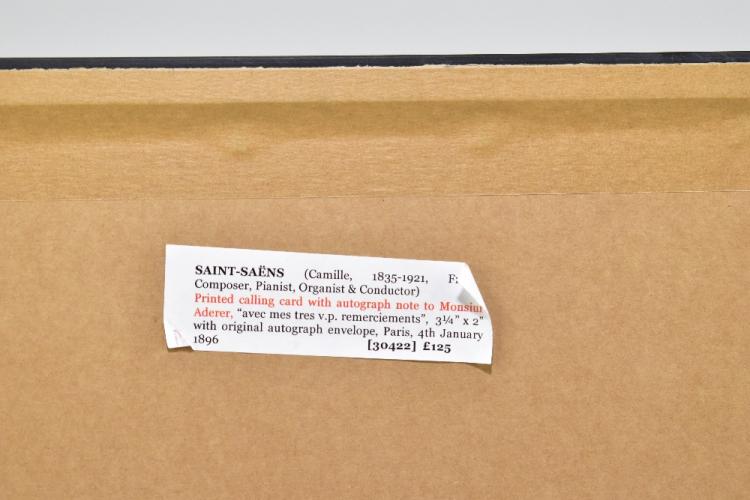 SAINT-SAËNS (Camille, 1835-1921, F;
Composer, Pianist, Organist & Conductor)
Printed calling card with autograph note to Monsiur
Aderer, "avec mes tres v.p. remerciements", 3¼" x 2"
with original autograph envelope, Paris, 4th January
1896 [30422] £125